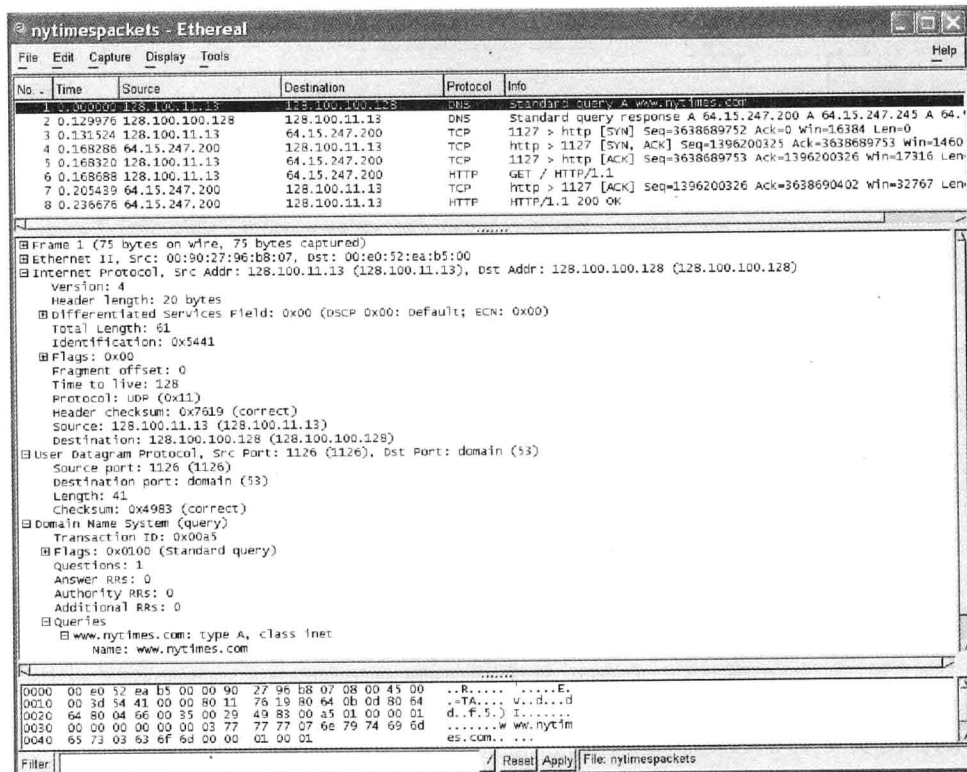 nytimespackets - Ethereal
File Edit Capture Display Tools Help
No. . Time Source Destination Protocol Info
1 0.000000 128.100.11.13 128.100.100.128 DNS Standard query A www.nytimes.com
2 0.129976 128.100.100.128 128.100.11.13 DNS Standard query response A 64.15.247.200 A 64.15.247.245 A 64.
3 0.131524 128.100.11.13 64.15.247.200 TCP 1127 > http [SYN] Seq=3638689752 Ack=0 Win=16384 Len=0
4 0.168286 64.15.247.200 128.100.11.13 TCP http > 1127 [SYN, ACK] Seq=1396200325 Ack=3638689753 Win=1460
5 0.168320 128.100.11.13 64.15.247.200 TCP 1127 > http [ACK] Seq=3638689753 Ack=1396200326 Win=17316 Len
6 0.168688 128.100.11.13 64.15.247.200 HTTP GET / HTTP/1.1
7 0.205439 64.15.247.200 128.100.11.13 TCP http > 1127 [ACK] Seq=1396200326 Ack=3638690402 Win=32767 Len
8 0.236676 64.15.247.200 128.100.11.13 HTTP HTTP/1.1 200 OK
Frame 1 (75 bytes on wire, 75 bytes captured)
Ethernet II, Src: 00:90:27:96:b8:07, Dst: 00:e0:52:ea:b5:00
Internet Protocol, Src Addr: 128.100.11.13 (128.100.11.13), Dst Addr: 128.100.100.128 (128.100.100.128)
Version: 4
Header length: 20 bytes
Differentiated Services Field: 0x00 (DSCP 0x00: Default; ECN: 0x00)
Total Length: 61
Identification: 0x5441
Flags: 0x00
Fragment offset: 0
Time to live: 128
Protocol: UDP (0x11)
Header checksum: 0x7619 (correct)
Source: 128.100.11.13 (128.100.11.13)
Destination: 128.100.100.128 (128.100.100.128)
User Datagram Protocol, Src Port: 1126 (1126), Dst Port: domain (53)
Source port: 1126 (1126)
Destination port: domain (53)
Length: 41
Checksum: 0x4983 (correct)
Domain Name System (query)
Transaction ID: 0x00a5
Flags: 0x0100 (Standard query)
Questions: 1
Answer RRs: 0
Authority RRs: 0
Additional RRs: 0
Queries
www.nytimes.com: type A, class inet
Name: www.nytimes.com
0000 00 e0 52 ea b5 00 00 90 27 96 b8 07 08 00 45 00 ..R..... .....E.
0010 00 3d 54 41 00 00 80 11 76 19 80 64 0b 0d 80 64 .=TA.... v..d...d
0020 64 80 04 66 00 35 00 29 49 83 00 a5 01 00 00 01 d..f.5.) I.......
0030 00 00 00 00 00 00 03 77 77 77 07 6e 79 74 69 6d .......w ww.nytim
0040 65 73 03 63 6f 6d 00 00 01 00 01 es.com.. ...
Filter: / Reset Apply File: nytimespackets